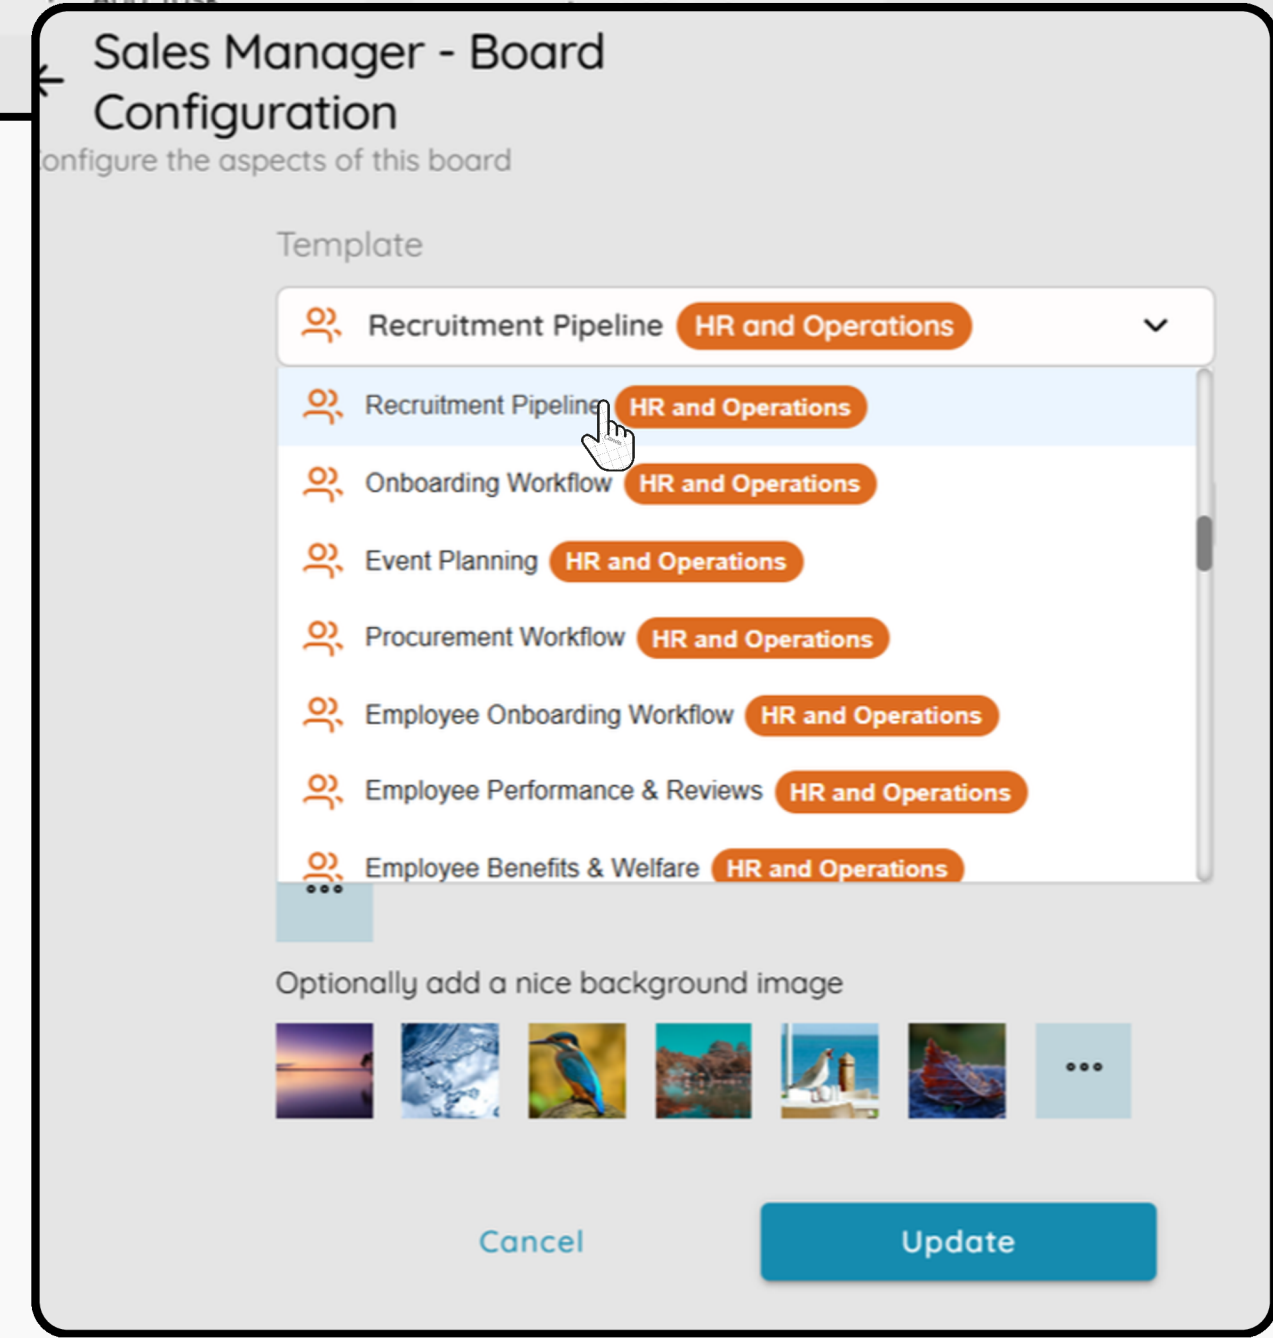 Sales Manager - Board
Configuration
onfigure the aspects of this board
Template
Recruitment Pipeline HR and Operations
Recruitment Pipeline HR and Operations
Onboarding Workflow HR and Operations
Event Planning HR and Operations
Procurement Workflow HR and Operations
Employee Onboarding Workflow HR and Operations
Employee Performance & Reviews HR and Operations
Employee Benefits & Welfare HR and Operations
Optionally add a nice background image
Cancel Update